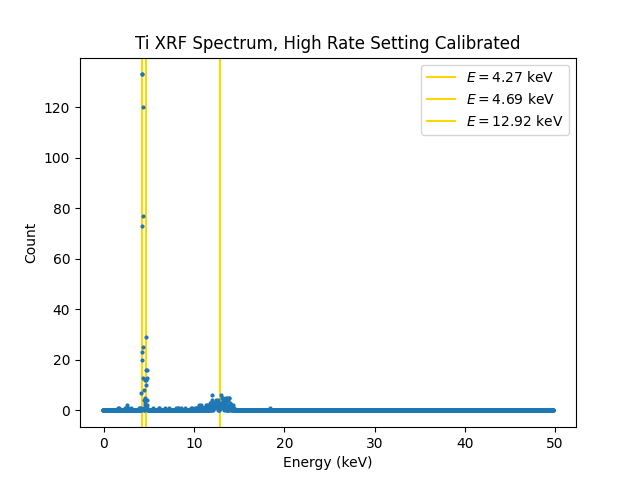 Ti XRF Spectrum, High Rate Setting Calibrated
E = 4.27 keV
E = 4.69 keV
E = 12.92 keV
120
100
80
60
40
20
0
Count
0 10 20 30 40 50
Energy (keV)